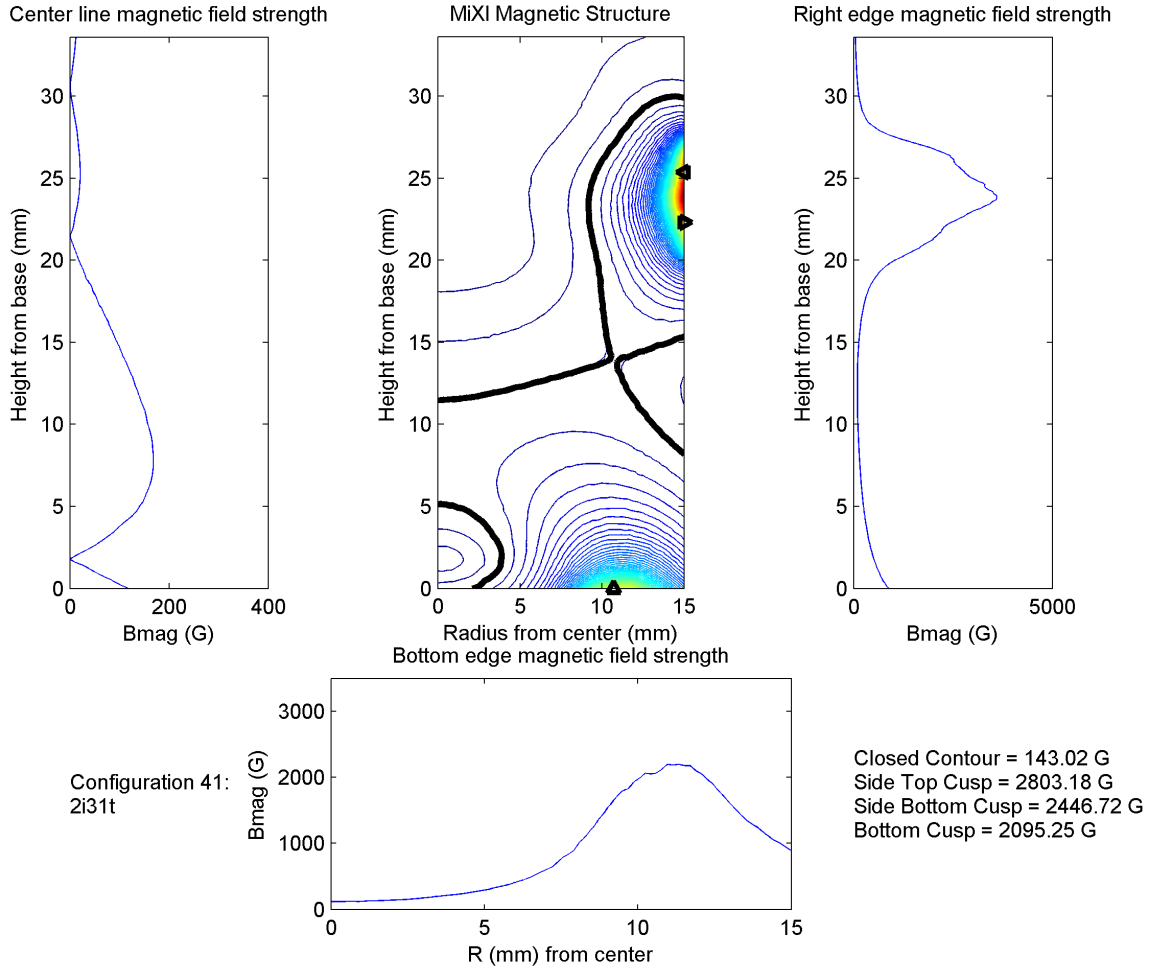 Center line magnetic field strength
MiXI Magnetic Structure
Right edge magnetic field strength
Height from base (mm)
30
25
20
15
10
5
0
0 200 400
Bmag (G)
Height from base (mm)
30
25
20
15
10
5
0
0 5 10 15
Radius from center (mm)
Height from base (mm)
30
25
20
15
10
5
0
0 5000
Bmag (G)
Bottom edge magnetic field strength
Bmag (G)
3000
2000
1000
0
0 5 10 15
R (mm) from center
Configuration 41:
2i31t
Closed Contour = 143.02 G
Side Top Cusp = 2803.18 G
Side Bottom Cusp = 2446.72 G
Bottom Cusp = 2095.25 G